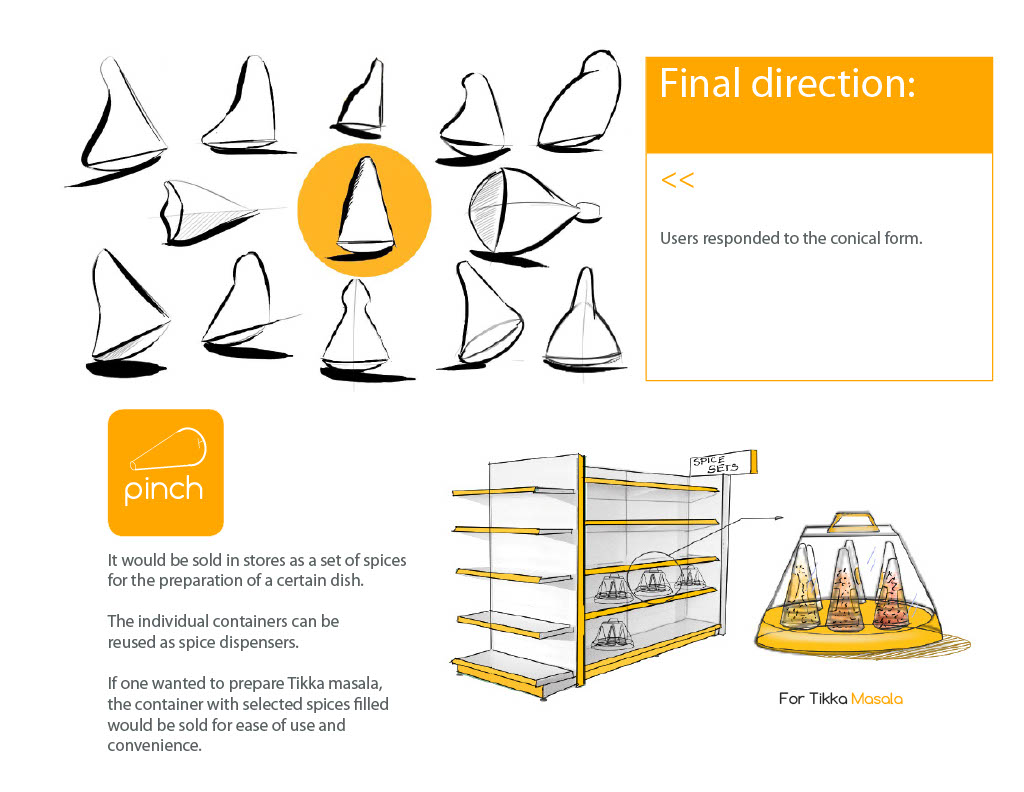 Final direction:
<<
Users responded to the conical form.
pinch
It would be sold in stores as a set of spices
for the preparation of a certain dish.
The individual containers can be
reused as spice dispensers.
If one wanted to prepare Tikka masala,
the container with selected spices filled
would be sold for ease of use and
convenience.
SPICE
SETS
For Tikka Masala